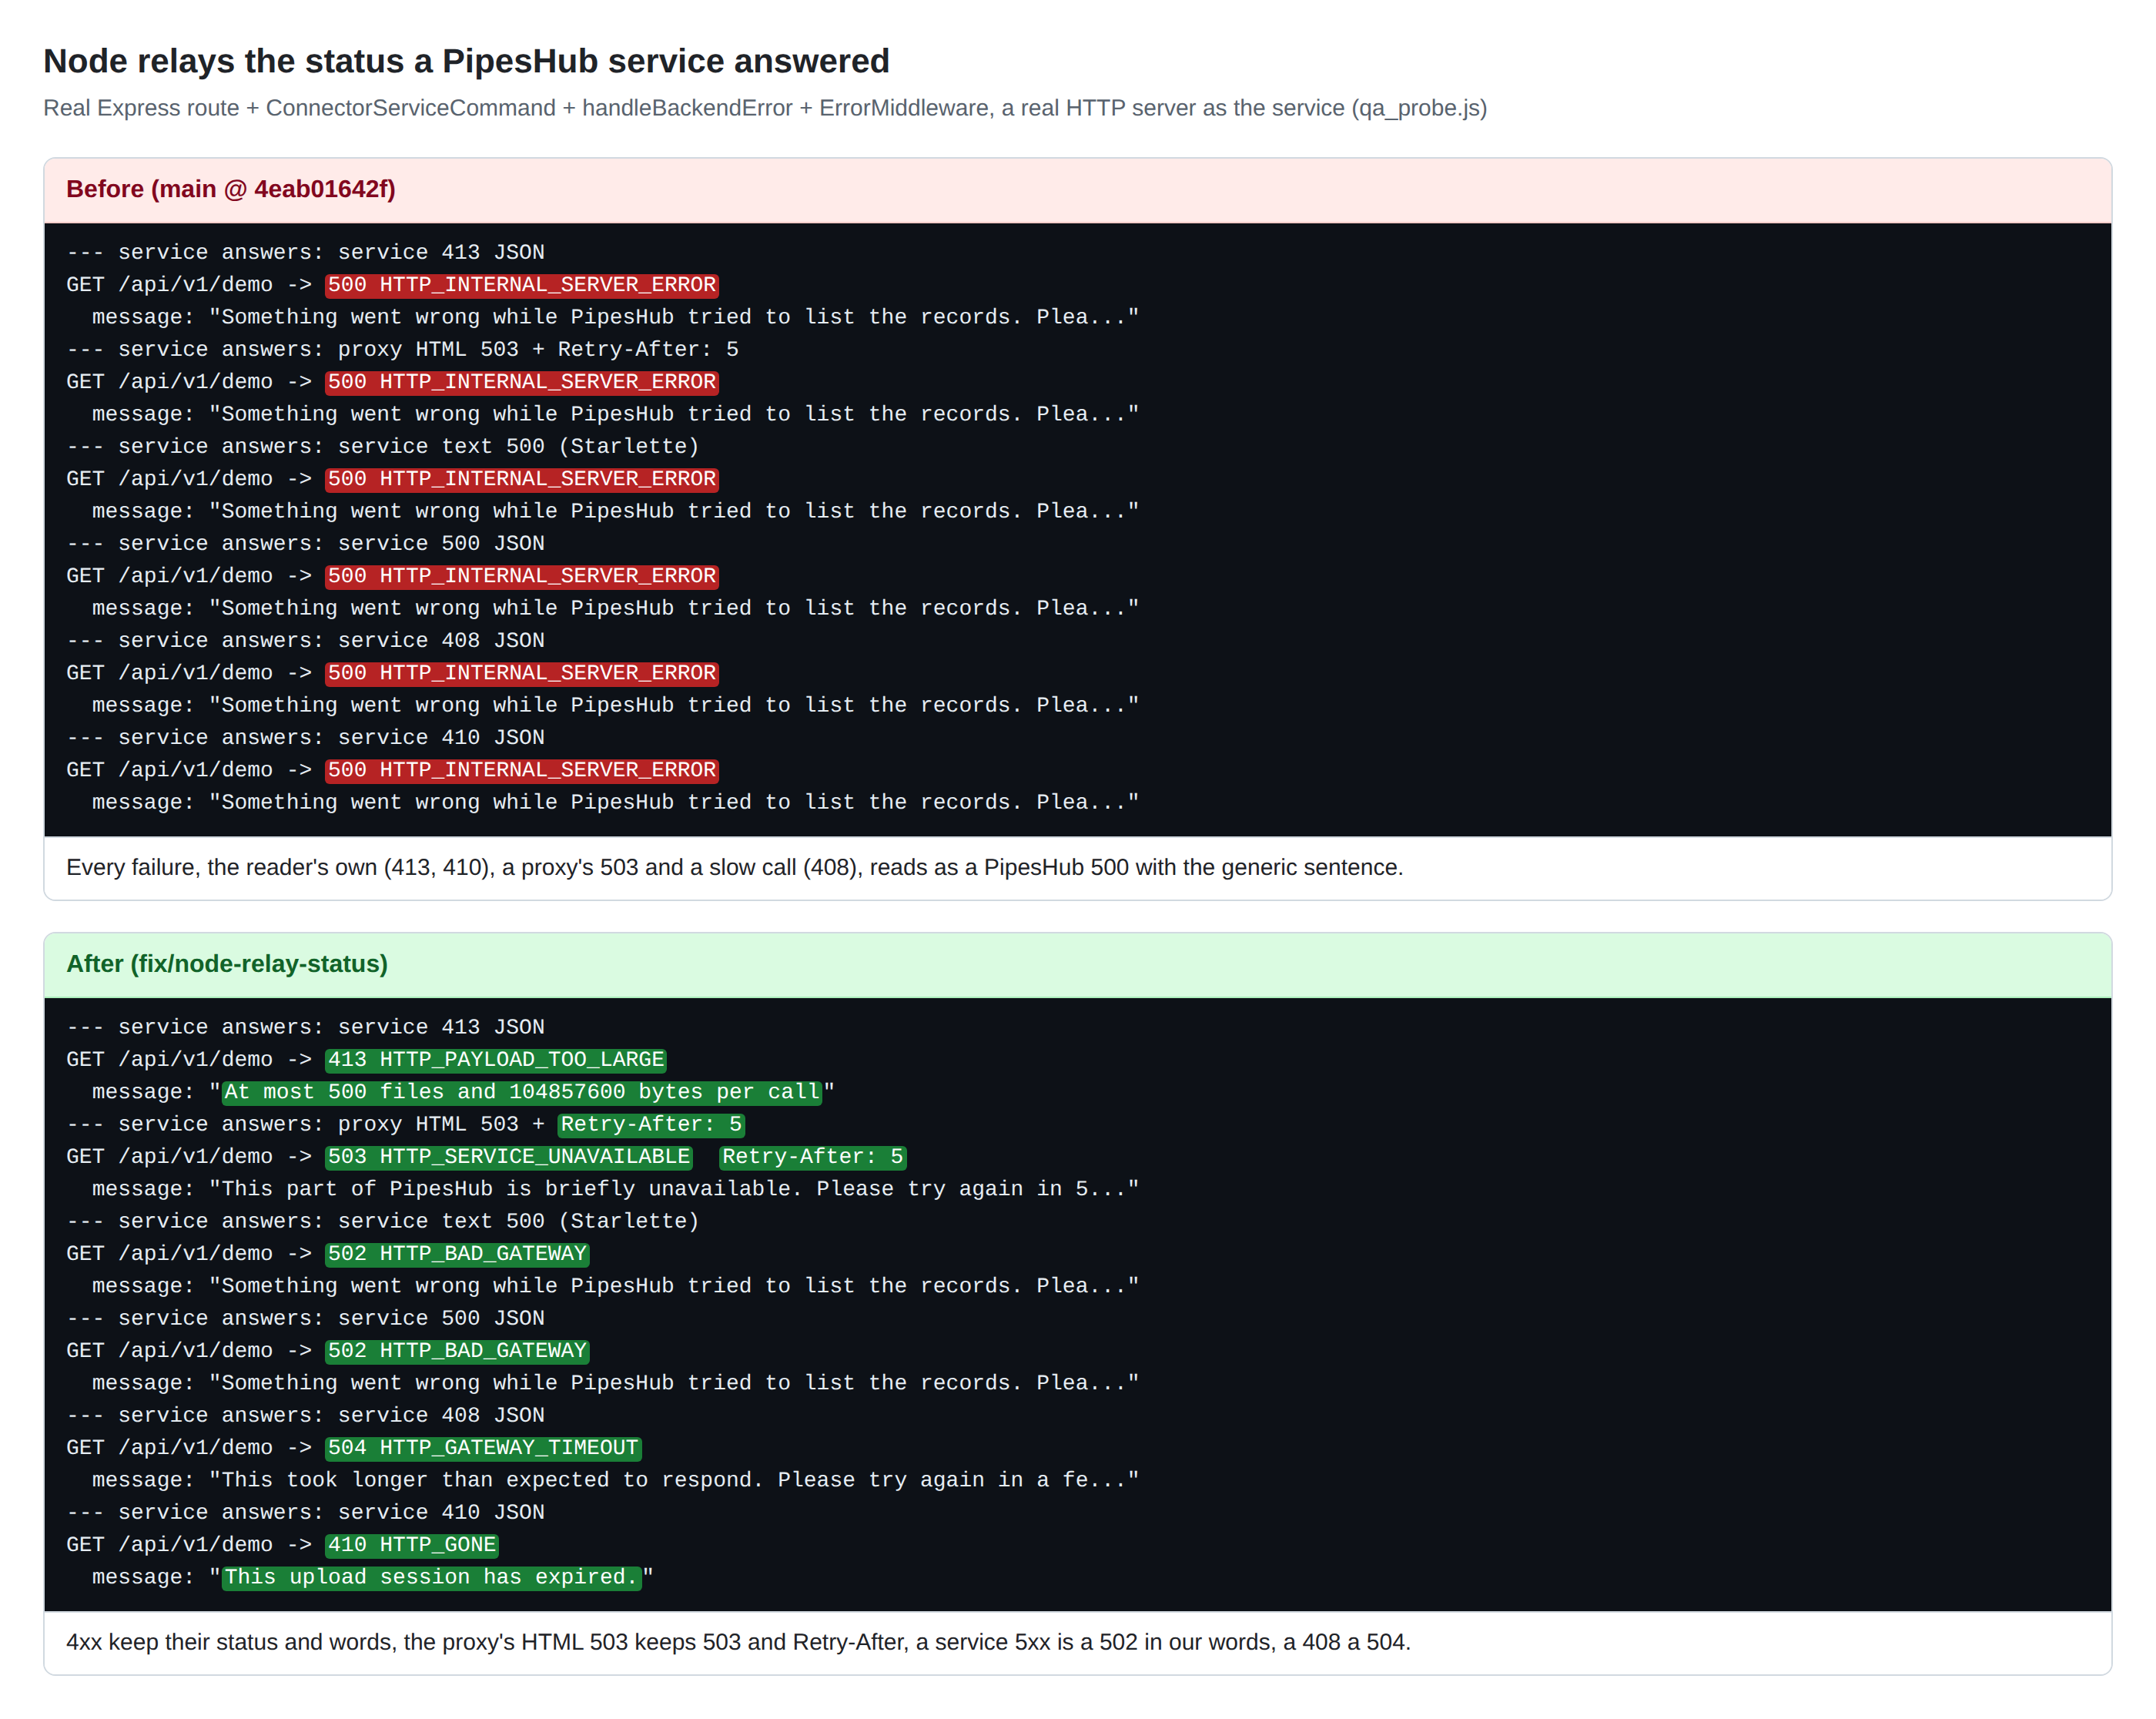 Node relays the status a PipesHub service answered
Real Express route + ConnectorServiceCommand + handleBackendError + ErrorMiddleware, a real HTTP server as the service (qa_probe.js)
Before (main @ 4eab01642f)
--- service answers: service 413 JSON
GET /api/v1/demo -> 500 HTTP_INTERNAL_SERVER_ERROR
  message: "Something went wrong while PipesHub tried to list the records. Plea..."
--- service answers: proxy HTML 503 + Retry-After: 5
GET /api/v1/demo -> 500 HTTP_INTERNAL_SERVER_ERROR
  message: "Something went wrong while PipesHub tried to list the records. Plea..."
--- service answers: service text 500 (Starlette)
GET /api/v1/demo -> 500 HTTP_INTERNAL_SERVER_ERROR
  message: "Something went wrong while PipesHub tried to list the records. Plea..."
--- service answers: service 500 JSON
GET /api/v1/demo -> 500 HTTP_INTERNAL_SERVER_ERROR
  message: "Something went wrong while PipesHub tried to list the records. Plea..."
--- service answers: service 408 JSON
GET /api/v1/demo -> 500 HTTP_INTERNAL_SERVER_ERROR
  message: "Something went wrong while PipesHub tried to list the records. Plea..."
--- service answers: service 410 JSON
GET /api/v1/demo -> 500 HTTP_INTERNAL_SERVER_ERROR
  message: "Something went wrong while PipesHub tried to list the records. Plea..."
Every failure, the reader's own (413, 410), a proxy's 503 and a slow call (408), reads as a PipesHub 500 with the generic sentence.
After (fix/node-relay-status)
--- service answers: service 413 JSON
GET /api/v1/demo -> 413 HTTP_PAYLOAD_TOO_LARGE
  message: "At most 500 files and 104857600 bytes per call"
--- service answers: proxy HTML 503 + Retry-After: 5
GET /api/v1/demo -> 503 HTTP_SERVICE_UNAVAILABLE  Retry-After: 5
  message: "This part of PipesHub is briefly unavailable. Please try again in 5..."
--- service answers: service text 500 (Starlette)
GET /api/v1/demo -> 502 HTTP_BAD_GATEWAY
  message: "Something went wrong while PipesHub tried to list the records. Plea..."
--- service answers: service 500 JSON
GET /api/v1/demo -> 502 HTTP_BAD_GATEWAY
  message: "Something went wrong while PipesHub tried to list the records. Plea..."
--- service answers: service 408 JSON
GET /api/v1/demo -> 504 HTTP_GATEWAY_TIMEOUT
  message: "This took longer than expected to respond. Please try again in a fe..."
--- service answers: service 410 JSON
GET /api/v1/demo -> 410 HTTP_GONE
  message: "This upload session has expired."
4xx keep their status and words, the proxy's HTML 503 keeps 503 and Retry-After, a service 5xx is a 502 in our words, a 408 a 504.